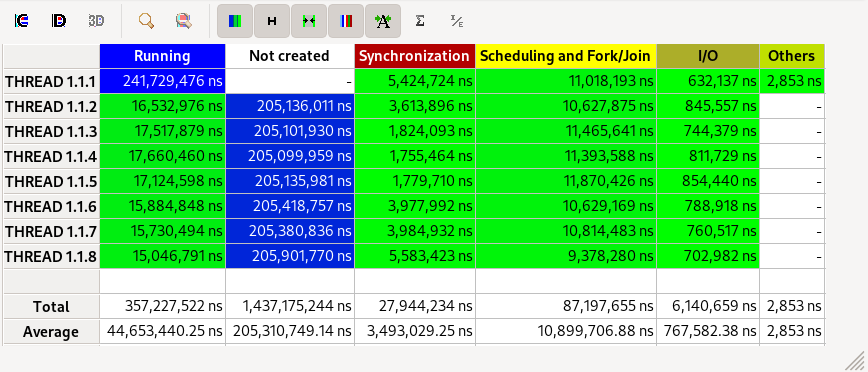 IE ID 3D H Σ 1/E
Running Not created Synchronization Scheduling and Fork/Join I/O Others
THREAD 1.1.1 241,729,476 ns - 5,424,724 ns 11,018,193 ns 632,137 ns 2,853 ns
THREAD 1.1.2 16,532,976 ns 205,136,011 ns 3,613,896 ns 10,627,875 ns 845,557 ns -
THREAD 1.1.3 17,517,879 ns 205,101,930 ns 1,824,093 ns 11,465,641 ns 744,379 ns -
THREAD 1.1.4 17,660,460 ns 205,099,959 ns 1,755,464 ns 11,393,588 ns 811,729 ns -
THREAD 1.1.5 17,124,598 ns 205,135,981 ns 1,779,710 ns 11,870,426 ns 854,440 ns -
THREAD 1.1.6 15,884,848 ns 205,418,757 ns 3,977,992 ns 10,629,169 ns 788,918 ns -
THREAD 1.1.7 15,730,494 ns 205,380,836 ns 3,984,932 ns 10,814,483 ns 760,517 ns -
THREAD 1.1.8 15,046,791 ns 205,901,770 ns 5,583,423 ns 9,378,280 ns 702,982 ns -
Total 357,227,522 ns 1,437,175,244 ns 27,944,234 ns 87,197,655 ns 6,140,659 ns 2,853 ns
Average 44,653,440.25 ns 205,310,749.14 ns 3,493,029.25 ns 10,899,706.88 ns 767,582.38 ns 2,853 ns